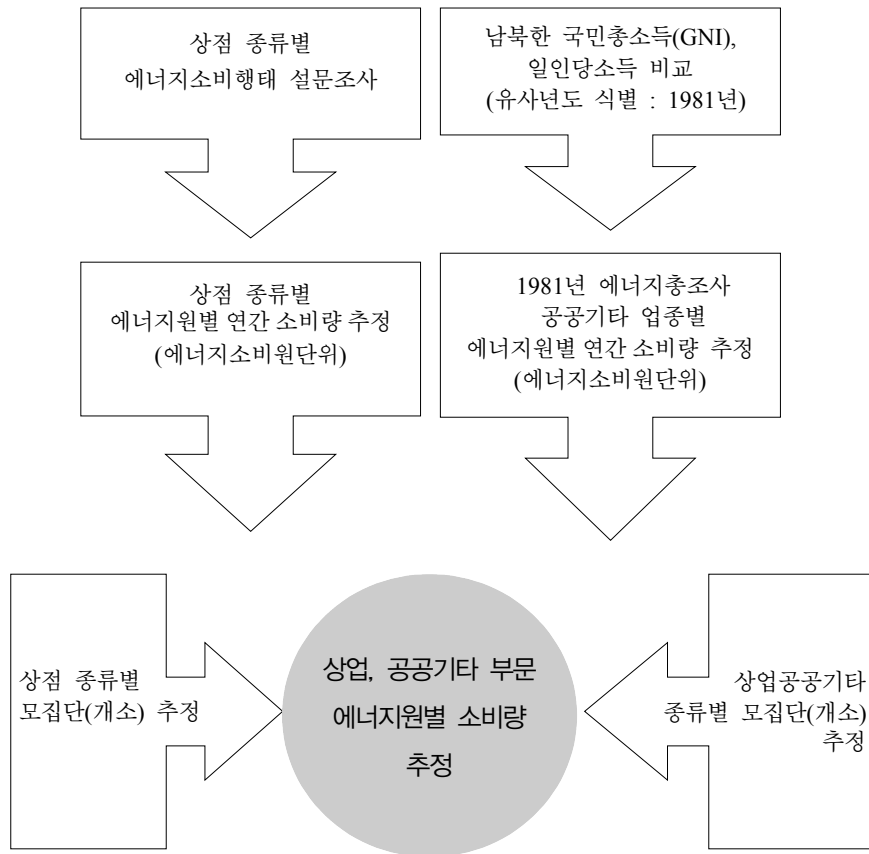 상점 종류별
에너지소비행태 설문조사
남북한 국민총소득(GNI),
일인당소득 비교
(유사년도 식별 : 1981년)
상점 종류별
에너지원별 연간 소비량 추정
(에너지소비원단위)
1981년 에너지총조사
공공기타 업종별
에너지원별 연간 소비량 추정
(에너지소비원단위)
상점 종류별
모집단(개소) 추정
상업, 공공기타 부문
에너지원별 소비량
추정
상업공공기타
종류별 모집단(개소)
추정